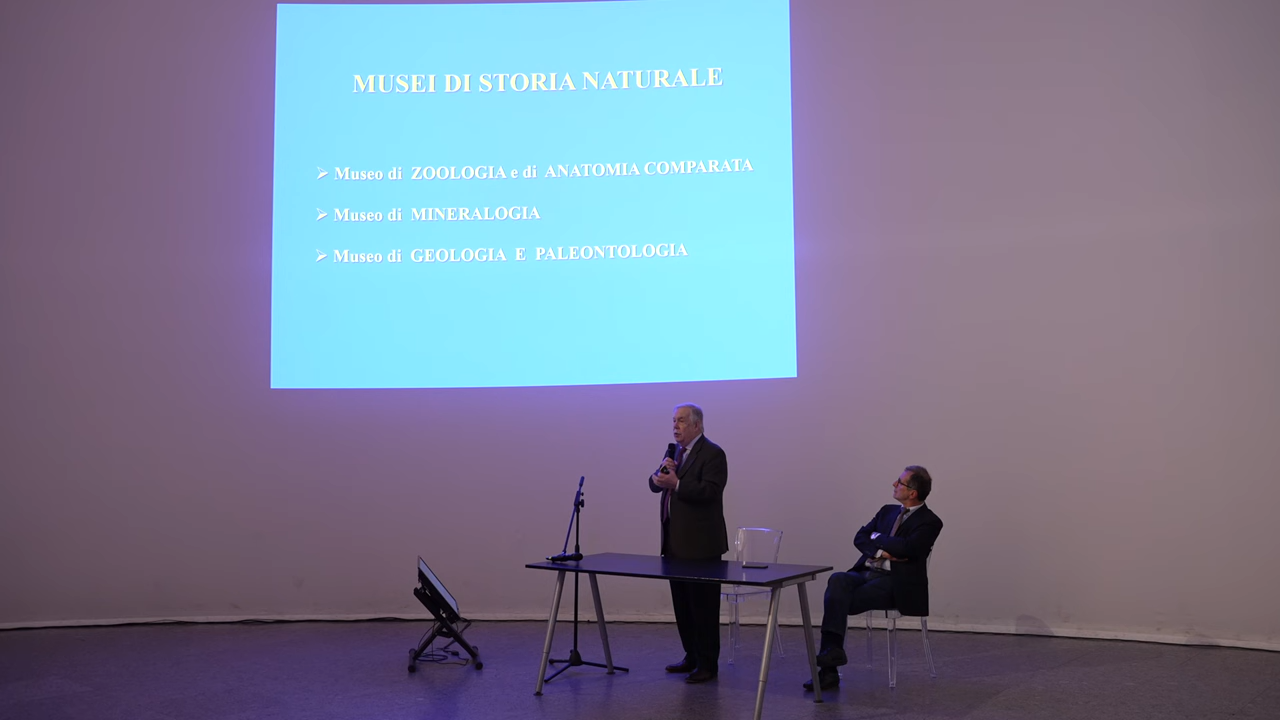 MUSEI DI STORIA NATURALE
➢ Museo di ZOOLOGIA e di ANATOMIA COMPARATA
➢ Museo di MINERALOGIA
➢ Museo di GEOLOGIA E PALEONTOLOGIA